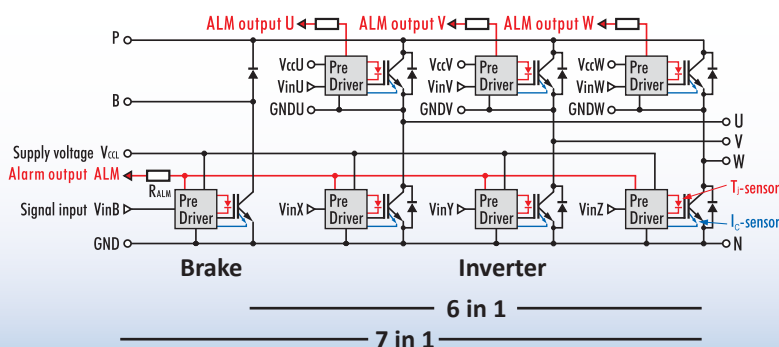 ALM output U
ALM output V
ALM output W
P
VccU
Pre
Driver
VccV
Pre
Driver
VccW
Pre
Driver
VinU
VinV
VinW
B
GNDU
GNDV
GNDW
U
V
W
Supply voltage VCCL
Alarm output ALM
RALM
Tj-sensor
Signal input VinB
Pre
Driver
VinX
Pre
Driver
VinY
Pre
Driver
VinZ
Pre
Driver
IC-sensor
GND
N
Brake
Inverter
6 in 1
7 in 1